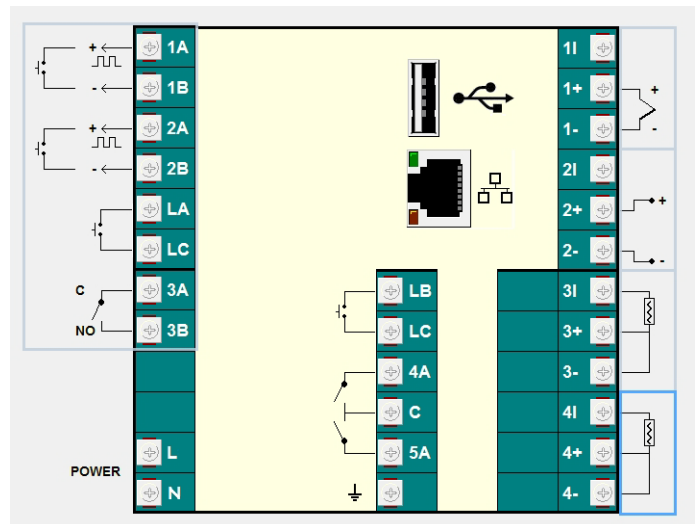 + 1A
- 1B
+ 2A
- 2B
LA
LC
C 3A
NO 3B
POWER
L
N
LB
LC
4A
C
5A
1I
1+ +
1- -
2I
2+ +
2- -
3I
3+
3-
4I
4+
4-